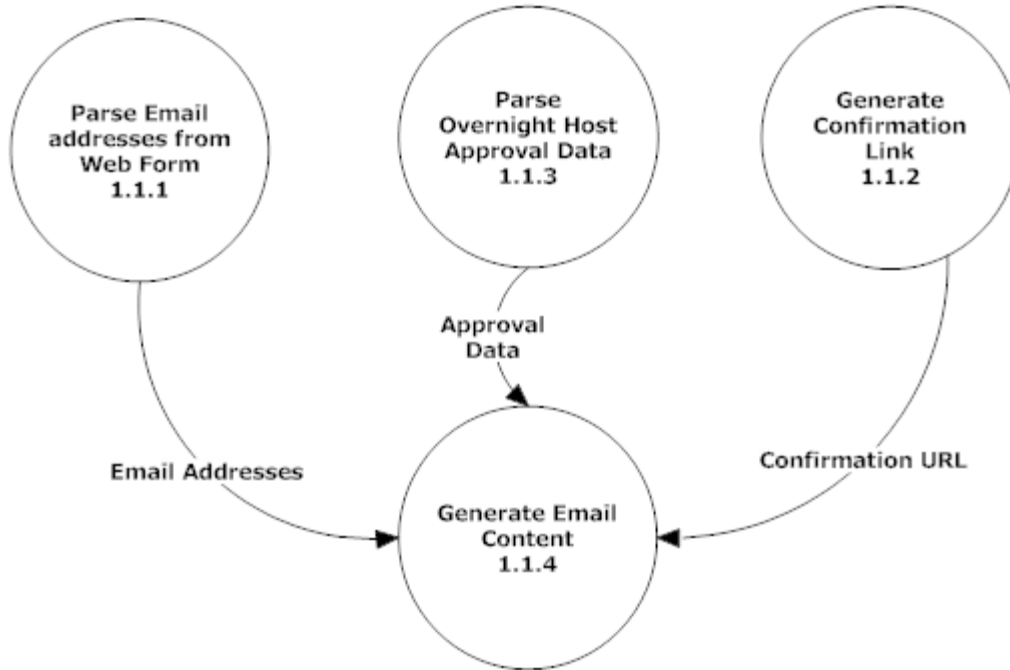 Parse Email
addresses from
Web Form
1.1.1
Parse
Overnight Host
Approval Data
1.1.3
Generate
Confirmation
Link
1.1.2
Approval
Data
Email Addresses
Confirmation URL
Generate Email
Content
1.1.4